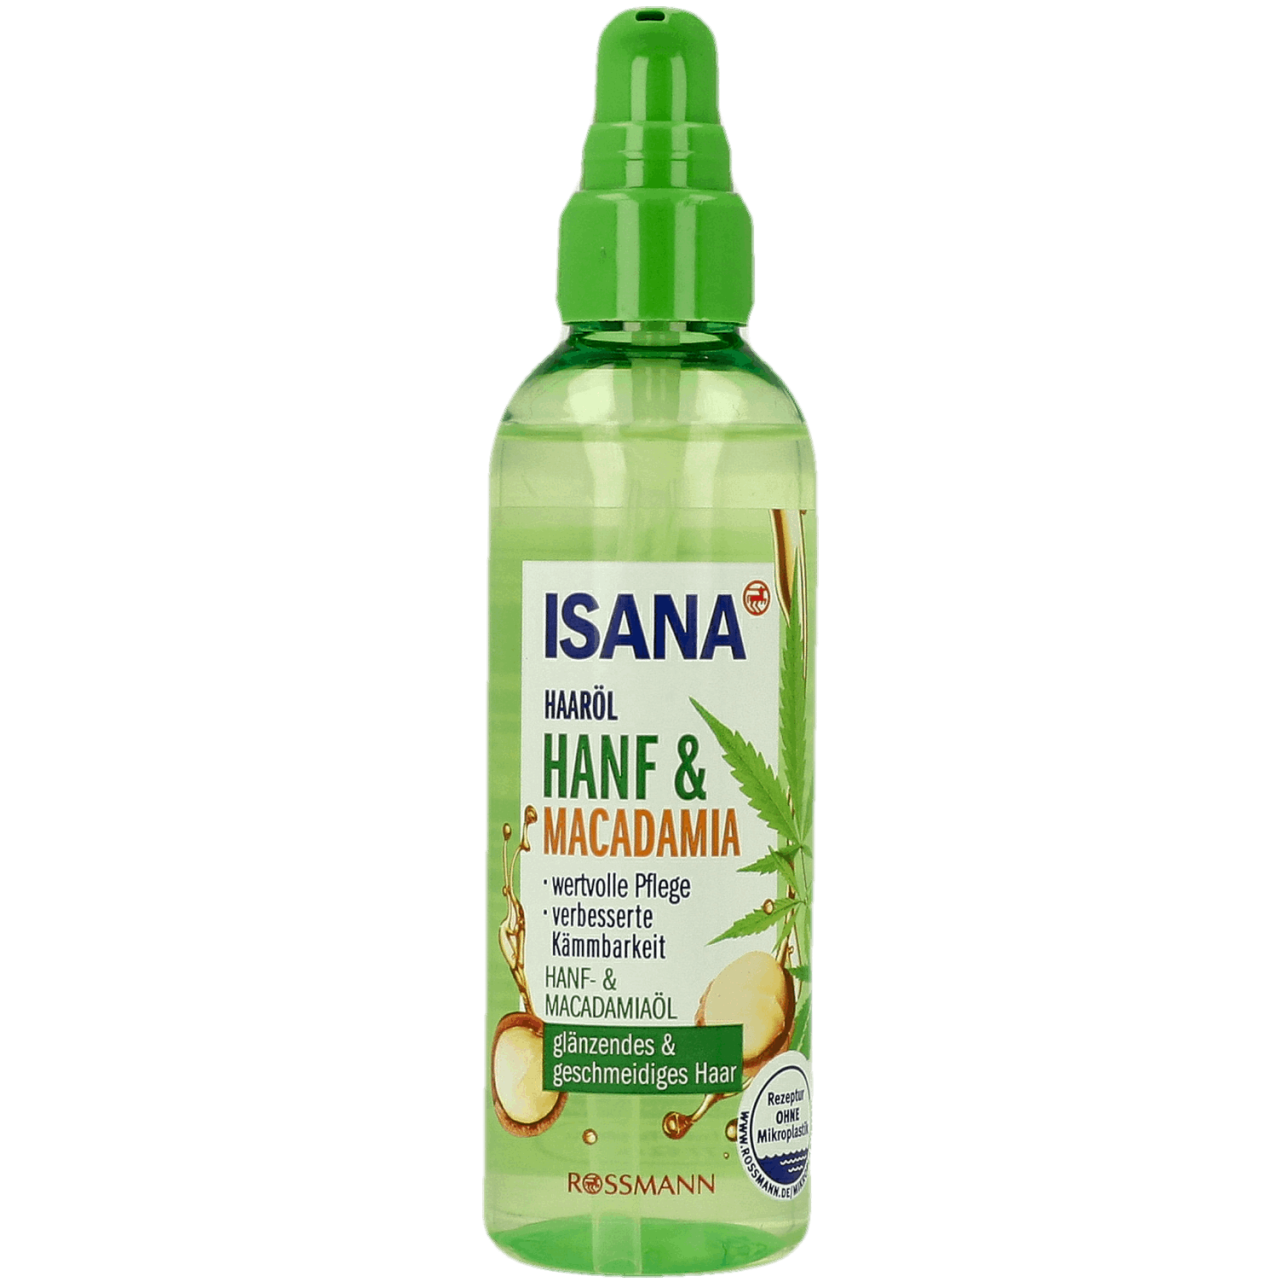 ISANA
HAARÖL
HANF &
MACADAMIA
· wertvolle Pflege
· verbesserte
Kämmbarkeit
HANF- &
MACADAMIAÖL
glänzendes &
geschmeidiges Haar
Rezeptur
OHNE
Mikroplastik
ROSSMANN